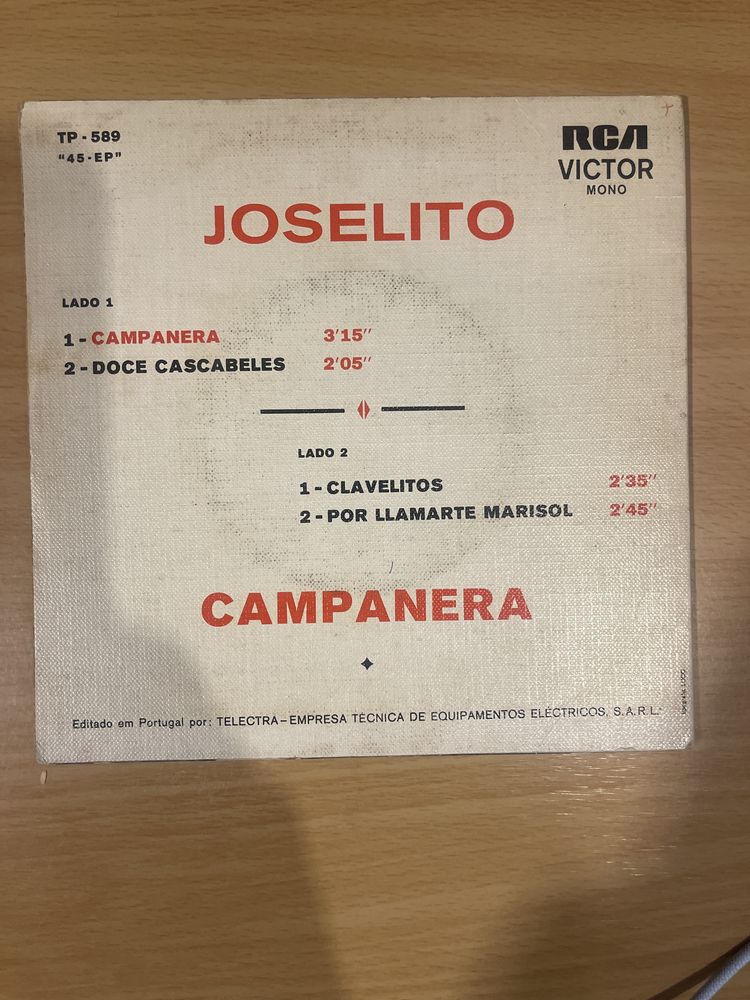 TP - 589
"45-EP"
RCA
VICTOR
MONO
JOSELITO
LADO 1
1 - CAMPANERA 3'15"
2 - DOCE CASCABELES 2'05"
LADO 2
1 - CLAVELITOS 2'35"
2 - POR LLAMARTE MARISOL 2'45"
CAMPANERA
Editado em Portugal por: TELECTRA – EMPRESA TÉCNICA DE EQUIPAMENTOS ELÉCTRICOS, S.A.R.L.